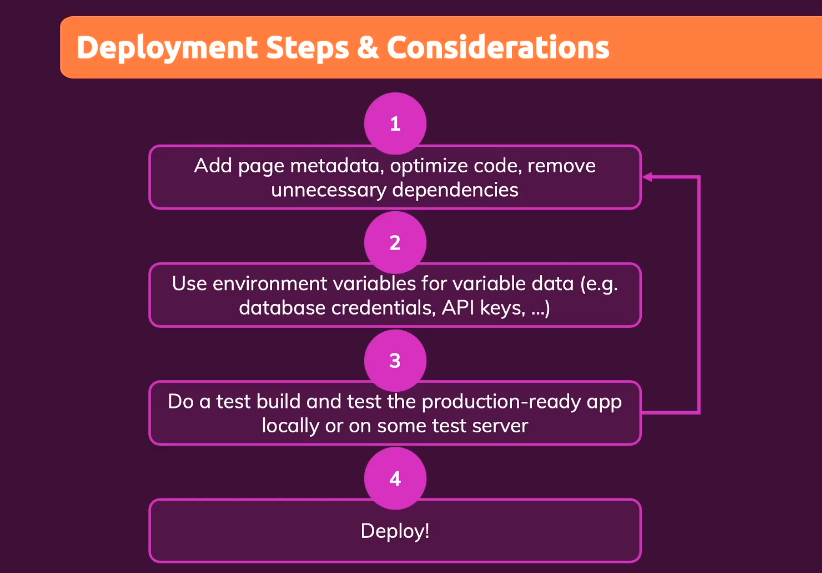 Deployment Steps & Considerations
1
Add page metadata, optimize code, remove
unnecessary dependencies
2
Use environment variables for variable data (e.g.
database credentials, API keys, ...)
3
Do a test build and test the production-ready app
locally or on some test server
4
Deploy!